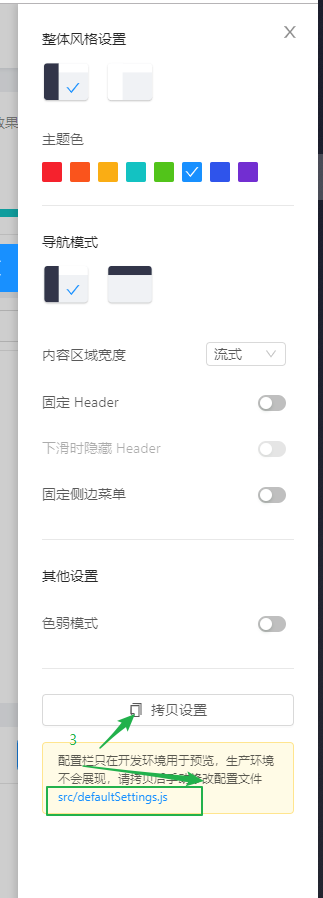 整体风格设置
效果
主题色
导航模式
内容区域宽度 流式
固定 Header
下滑时隐藏 Header
固定侧边菜单
其他设置
色弱模式
拷贝设置
3
配置栏只在开发环境用于预览，生产环境
不会展现，请拷贝后手动修改配置文件
src/defaultSettings.js